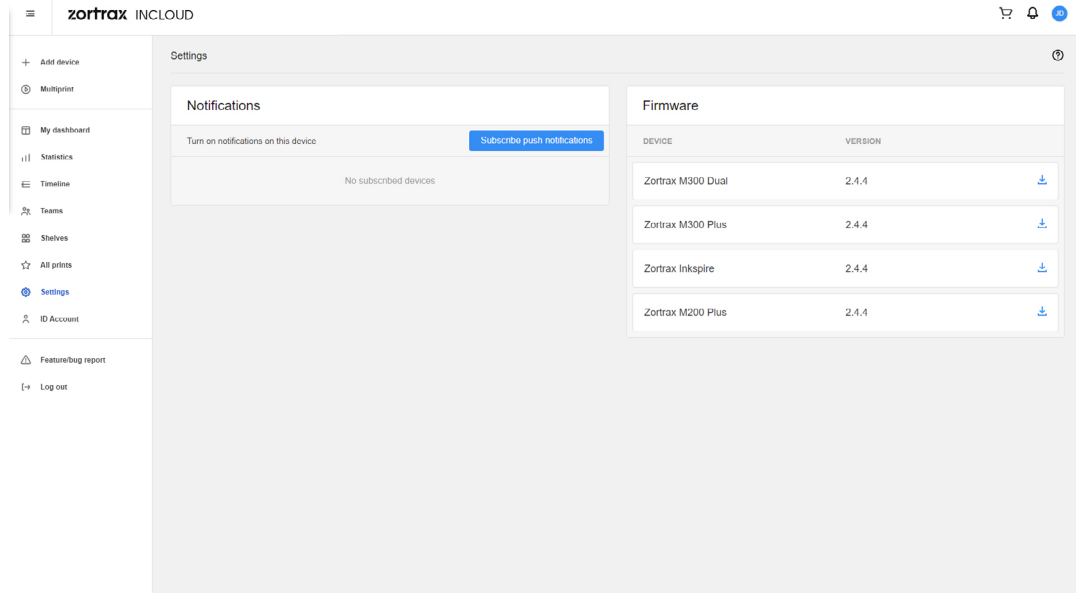 zortrax INCLOUD
JD
Add device
Multiprint
My dashboard
Statistics
Timeline
Teams
Shelves
All prints
Settings
ID Account
Feature/bug report
Log out
Settings
Notifications
Turn on notifications on this device
Subscribe push notifications
No subscribed devices
Firmware
DEVICE VERSION
Zortrax M300 Dual 2.4.4
Zortrax M300 Plus 2.4.4
Zortrax Inkspire 2.4.4
Zortrax M200 Plus 2.4.4